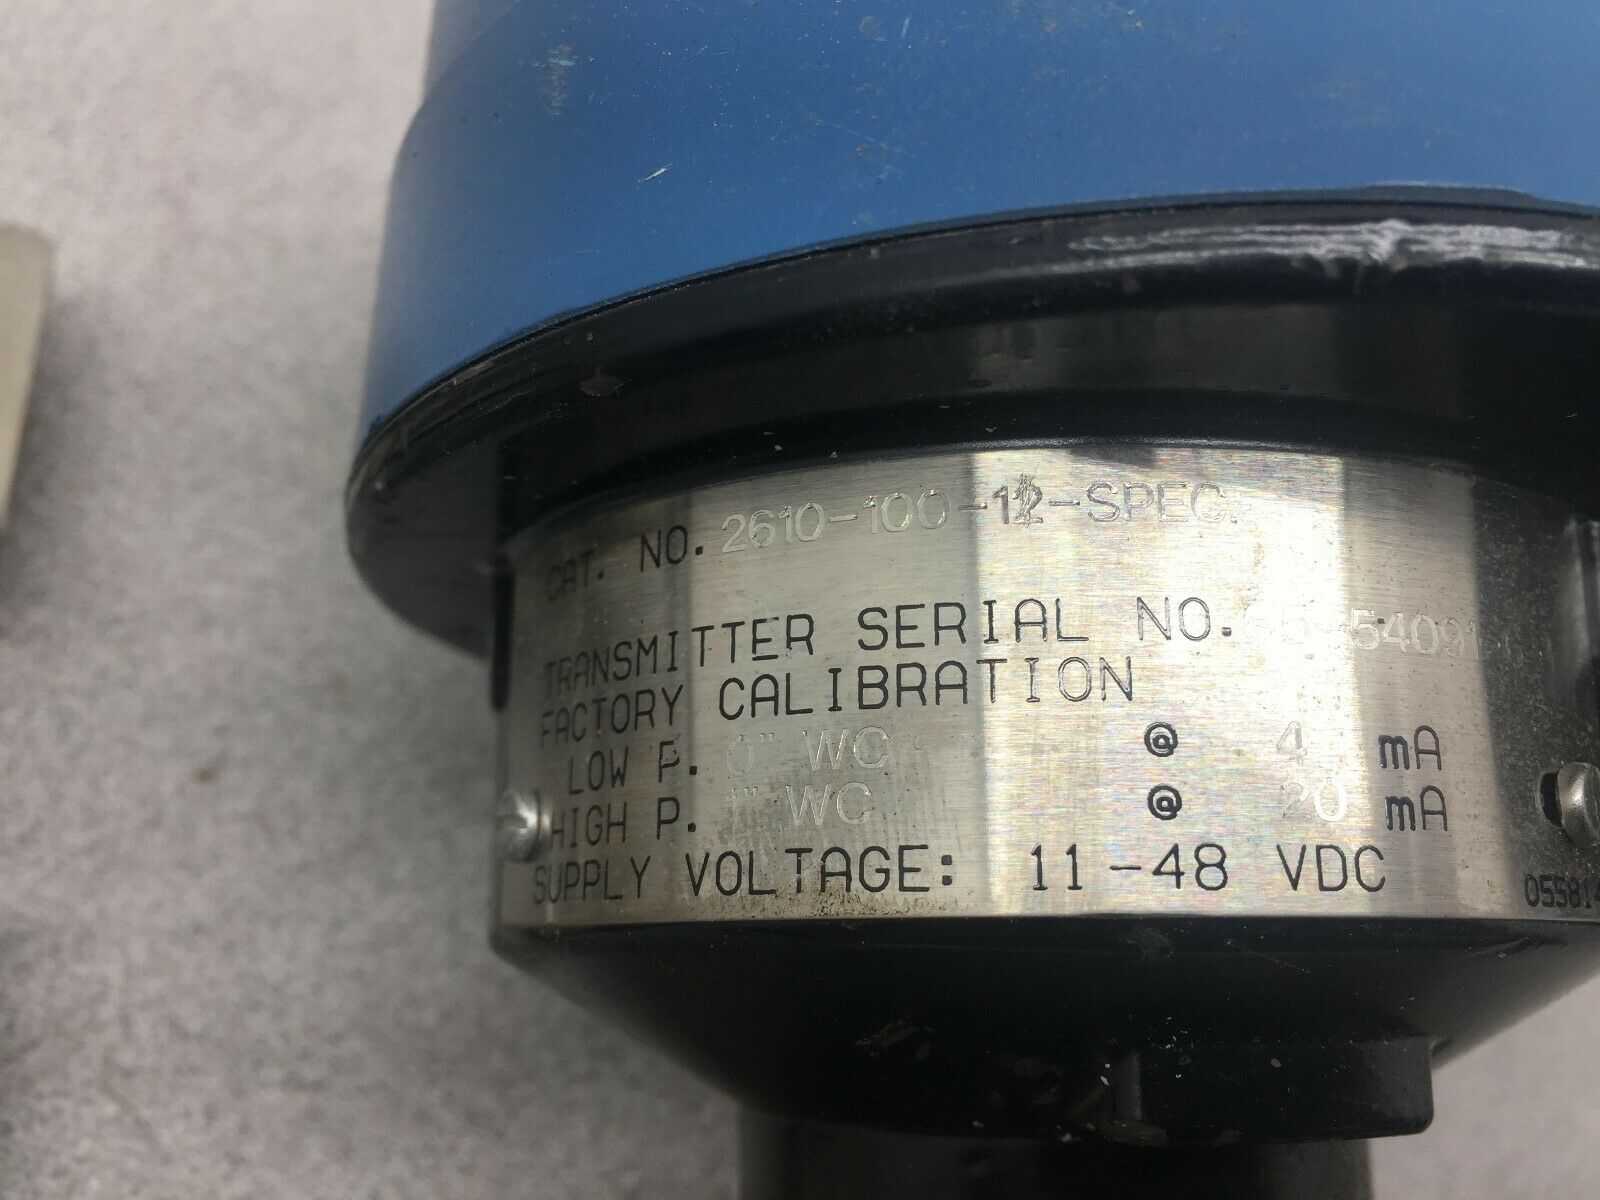 CAT. NO. 2610-100-12-SPEC.
TRANSMITTER SERIAL NO.
FACTORY CALIBRATION
LOW P. 0" WC @ 4 mA
HIGH P. 1" WC @ 20 mA
SUPPLY VOLTAGE: 11-48 VDC